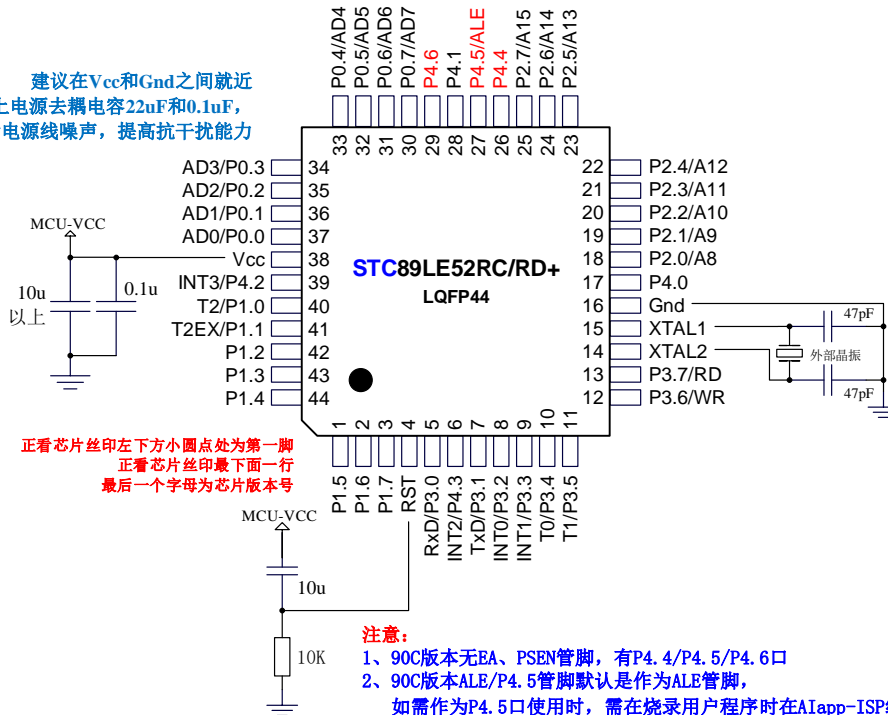 P0.4/AD4
P0.5/AD5
P0.6/AD6
P0.7/AD7
P4.6
P4.1
P4.5/ALE
P4.4
P2.7/A15
P2.6/A14
P2.5/A13
建议在Vcc和Gnd之间就近
上电源去耦电容22uF和0.1uF,
电源线噪声, 提高抗干扰能力
33
32
31
30
29
28
27
26
25
24
23
AD3/P0.3 34
AD2/P0.2 35
AD1/P0.1 36
AD0/P0.0 37
Vcc 38
INT3/P4.2 39
T2/P1.0 40
T2EX/P1.1 41
P1.2 42
P1.3 43
P1.4 44
MCU-VCC
10u
以上
0.1u
STC89LE52RC/RD+
LQFP44
22 P2.4/A12
21 P2.3/A11
20 P2.2/A10
19 P2.1/A9
18 P2.0/A8
17 P4.0
16 Gnd
15 XTAL1
14 XTAL2
13 P3.7/RD
12 P3.6/WR
47pF
外部晶振
47pF
1
2
3
4
5
6
7
8
9
10
11
P1.5
P1.6
P1.7
RST
RxD/P3.0
INT2/P4.3
TxD/P3.1
INT0/P3.2
INT1/P3.3
T0/P3.4
T1/P3.5
正看芯片丝印左下方小圆点处为第一脚
正看芯片丝印最下面一行
最后一个字母为芯片版本号
MCU-VCC
10u
10K
注意:
1、90C版本无EA、PSEN管脚, 有P4.4/P4.5/P4.6口
2、90C版本ALE/P4.5管脚默认是作为ALE管脚,
如需作为P4.5口使用时, 需在烧录用户程序时在AIapp-ISP